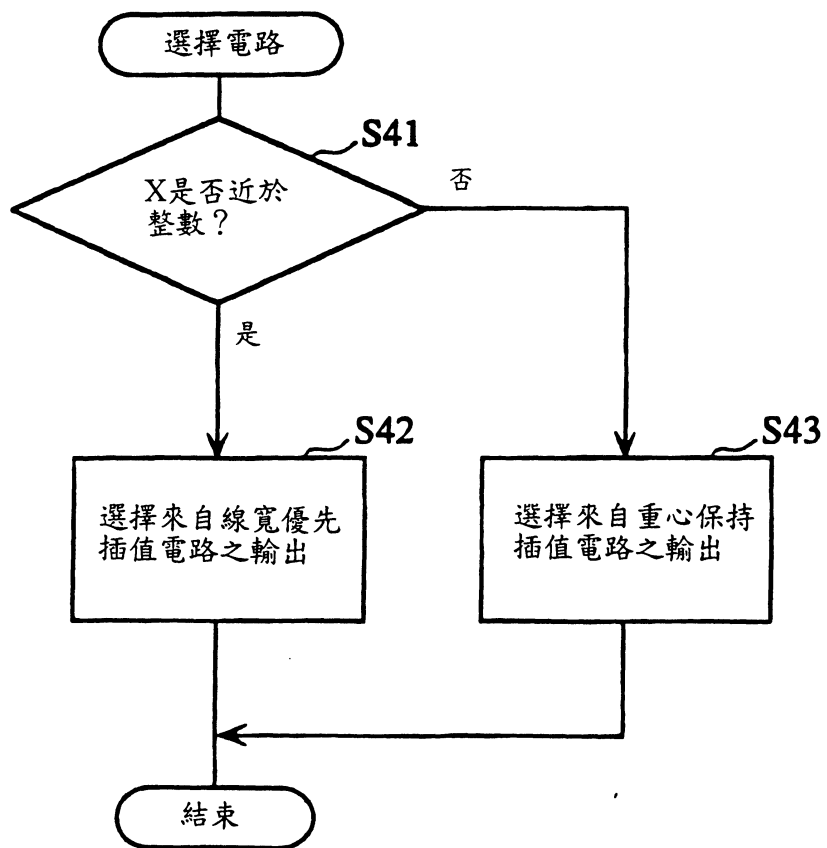 選擇電路
S41
X是否近於
整數？
否
是
S42
選擇來自線寬優先
插值電路之輸出
S43
選擇來自重心保持
插值電路之輸出
結束